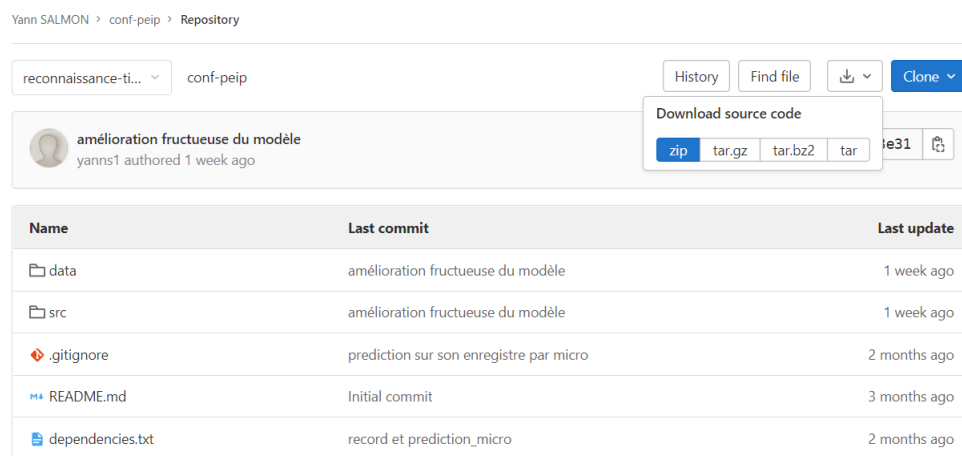 Yann SALMON > conf-peip > Repository
reconnaissance-ti... conf-peip History Find file Clone
Download source code
zip tar.gz tar.bz2 tar
amélioration fructueuse du modèle
yanns1 authored 1 week ago
e31
Name Last commit Last update
data amélioration fructueuse du modèle 1 week ago
src amélioration fructueuse du modèle 1 week ago
.gitignore prediction sur son enregistre par micro 2 months ago
README.md Initial commit 3 months ago
dependencies.txt record et prediction_micro 2 months ago